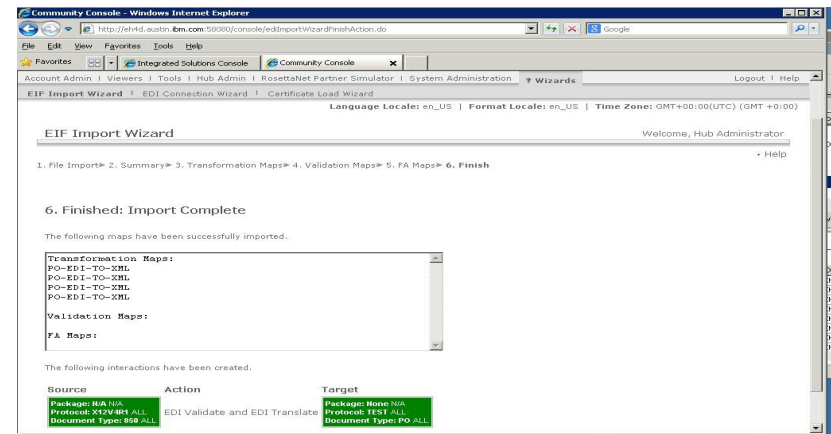 Community Console - Windows Internet Explorer
http://eh4d.austin.ibm.com:58080/console/ediImportWizardFinishAction.do
Google
File Edit View Favorites Tools Help
Favorites Integrated Solutions Console Community Console
Account Admin | Viewers | Tools | Hub Admin | RosettaNet Partner Simulator | System Administration Wizards Logout | Help
EIF Import Wizard | EDI Connection Wizard | Certificate Load Wizard
Language Locale: en_US | Format Locale: en_US | Time Zone: GMT+00:00(UTC) (GMT +0:00)
EIF Import Wizard Welcome, Hub Administrator
Help
1. File Import 2. Summary 3. Transformation Maps 4. Validation Maps 5. FA Maps 6. Finish
6. Finished: Import Complete
The following maps have been successfully imported.
Transformation Maps:
PO-EDI-TO-XML
PO-EDI-TO-XML
PO-EDI-TO-XML
PO-EDI-TO-XML
Validation Maps:
FA Maps:
The following interactions have been created.
Source Action Target
Package: N/A N/A
Protocol: X12V4R1 ALL
Document Type: 850 ALL
EDI Validate and EDI Translate
Package: None N/A
Protocol: TEST ALL
Document Type: PO ALL